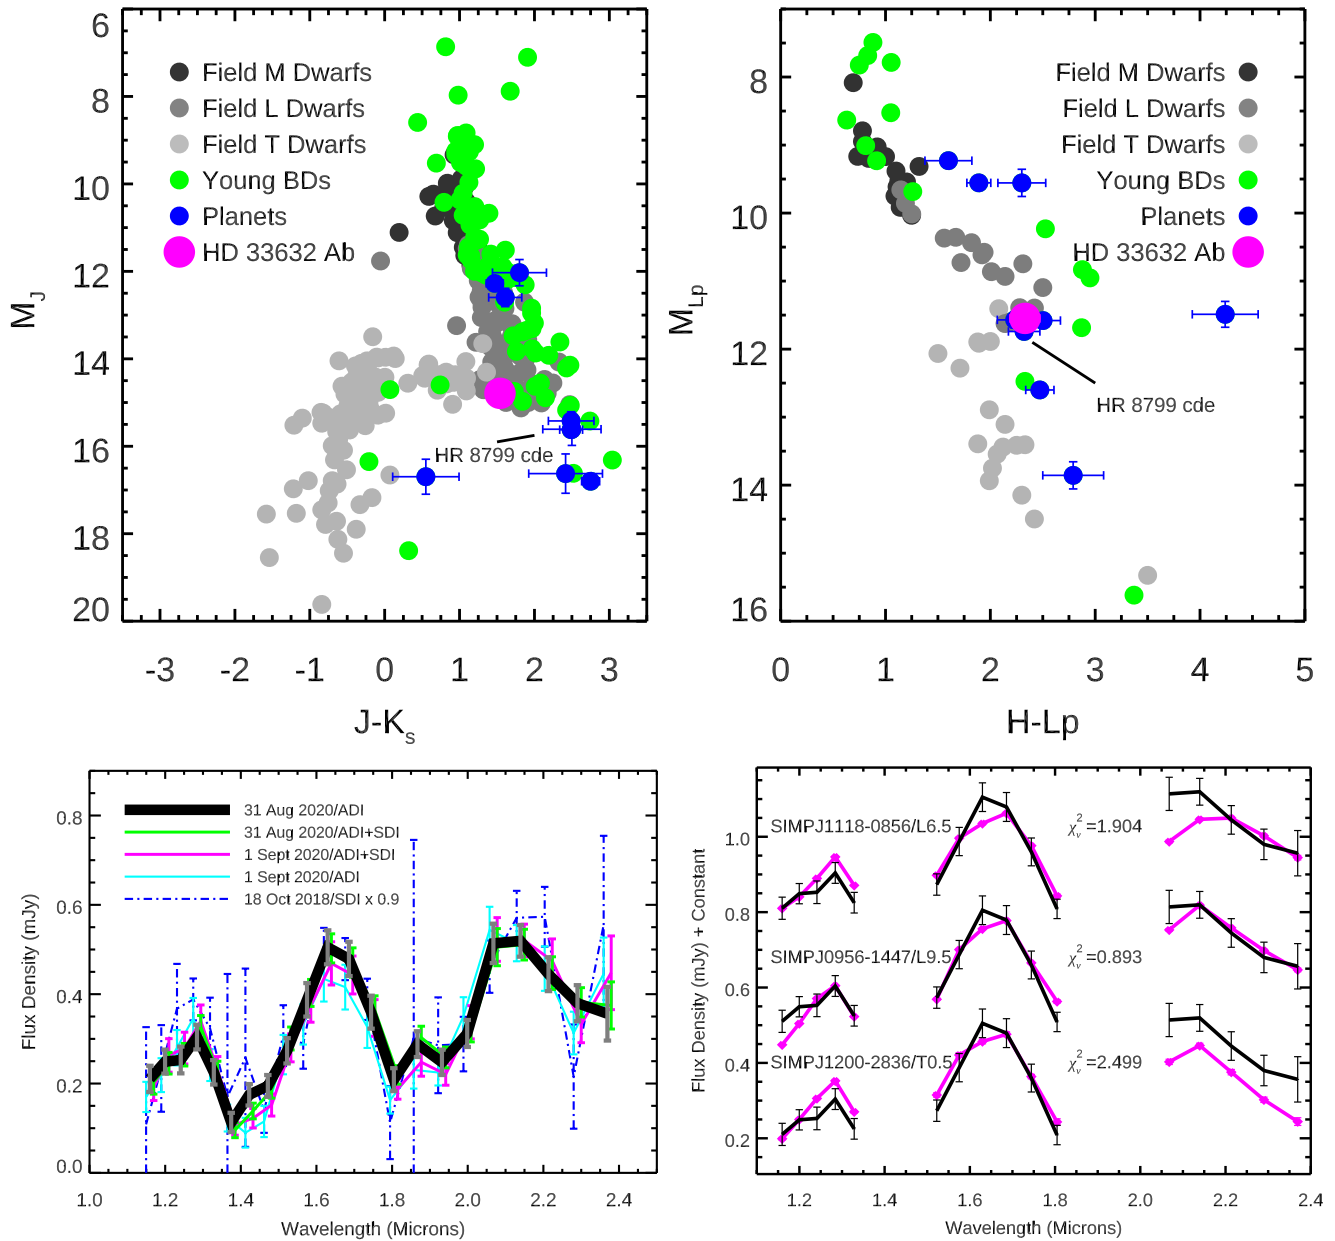 6
8
10
12
14
16
18
20
M_J
Field M Dwarfs
Field L Dwarfs
Field T Dwarfs
Young BDs
Planets
HD 33632 Ab
HR 8799 cde
-3 -2 -1 0 1 2 3
J-K_s
8
10
12
14
16
M_Lp
Field M Dwarfs
Field L Dwarfs
Field T Dwarfs
Young BDs
Planets
HD 33632 Ab
HR 8799 cde
0 1 2 3 4 5
H-Lp
0.8
0.6
0.4
0.2
0.0
Flux Density (mJy)
31 Aug 2020/ADI
31 Aug 2020/ADI+SDI
1 Sept 2020/ADI+SDI
1 Sept 2020/ADI
18 Oct 2018/SDI x 0.9
1.0 1.2 1.4 1.6 1.8 2.0 2.2 2.4
Wavelength (Microns)
1.0
0.8
0.6
0.4
0.2
Flux Density (mJy) + Constant
SIMPJ1118-0856/L6.5 χ_ν^2=1.904
SIMPJ0956-1447/L9.5 χ_ν^2=0.893
SIMPJ1200-2836/T0.5 χ_ν^2=2.499
1.2 1.4 1.6 1.8 2.0 2.2 2.4
Wavelength (Microns)